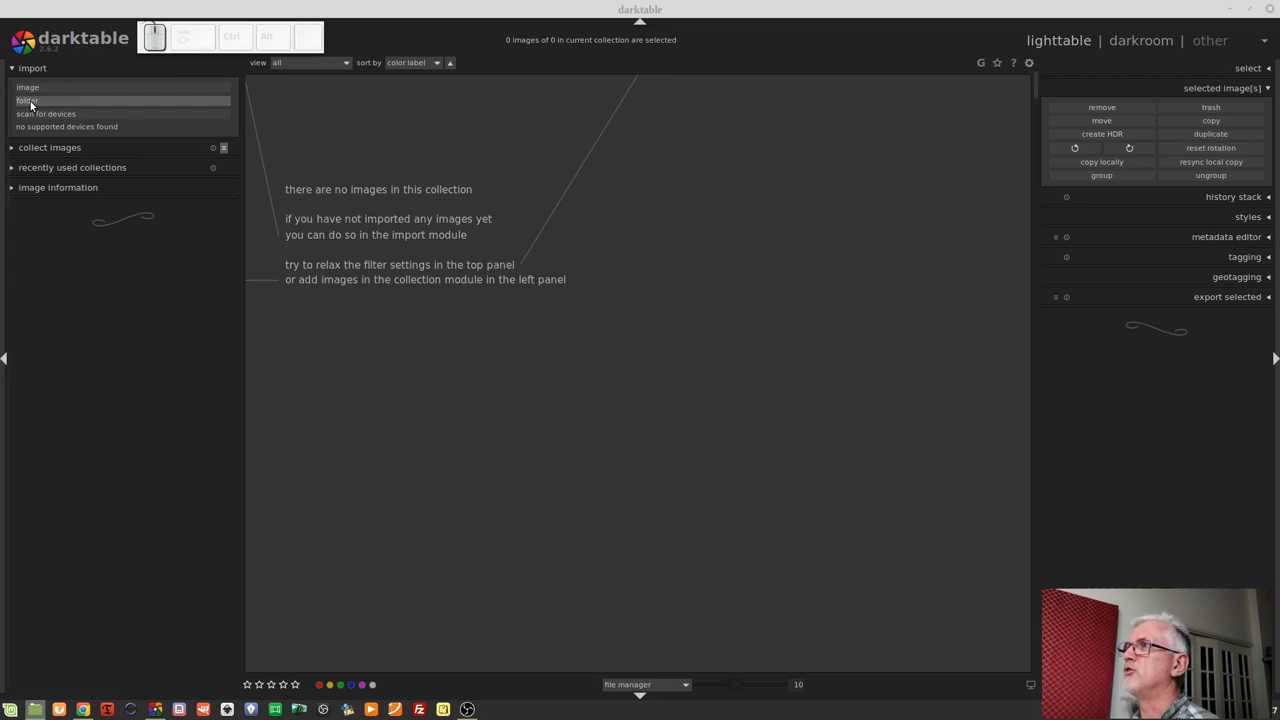 darktable
darktable
2.6.2
Ctrl
Alt
0 images of 0 in current collection are selected
lighttable | darkroom | other
import
view all sort by color label
G ?
select
image
folder
scan for devices
no supported devices found
selected image[s]
remove trash
move copy
create HDR duplicate
reset rotation
copy locally resync local copy
group ungroup
collect images
recently used collections
image information
there are no images in this collection
if you have not imported any images yet
you can do so in the import module
try to relax the filter settings in the top panel
or add images in the collection module in the left panel
history stack
styles
metadata editor
tagging
geotagging
export selected
file manager 10